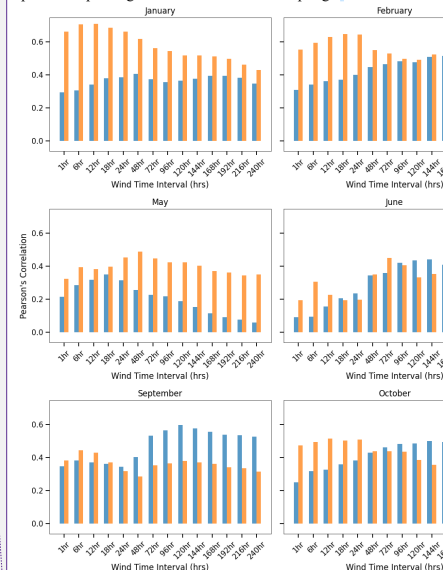 January
February
0.6
0.4
0.2
0.0
1hr 6hr 12hr 18hr 24hr 48hr 72hr 96hr 120hr 144hr 168hr 192hr 216hr 240hr
1hr 6hr 12hr 18hr 24hr 48hr 72hr 96hr 120hr 144hr
Wind Time Interval (hrs)
Wind Time Interval (hrs)
May
June
Pearson's Correlation
0.6
0.4
0.2
0.0
1hr 6hr 12hr 18hr 24hr 48hr 72hr 96hr 120hr 144hr 168hr 192hr 216hr 240hr
1hr 6hr 12hr 18hr 24hr 48hr 72hr 96hr 120hr 144hr
Wind Time Interval (hrs)
Wind Time Interval (hrs)
September
October
0.6
0.4
0.2
0.0
1hr 6hr 12hr 18hr 24hr 48hr 72hr 96hr 120hr 144hr 168hr 192hr 216hr 240hr
1hr 6hr 12hr 18hr 24hr 48hr 72hr 96hr 120hr 144hr
Wind Time Interval (hrs)
Wind Time Interval (hrs)